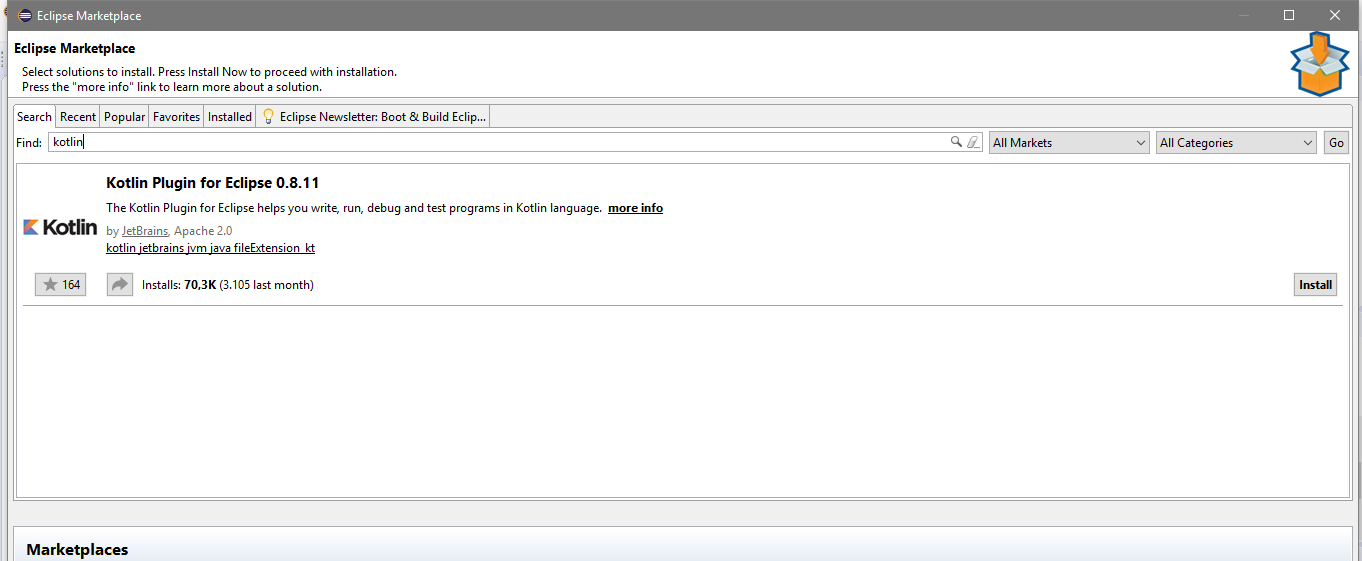 Eclipse Marketplace
Eclipse Marketplace
Select solutions to install. Press Install Now to proceed with installation.
Press the "more info" link to learn more about a solution.
Search Recent Popular Favorites Installed Eclipse Newsletter: Boot & Build Eclip...
Find: kotlin All Markets All Categories Go
Kotlin Plugin for Eclipse 0.8.11
The Kotlin Plugin for Eclipse helps you write, run, debug and test programs in Kotlin language. more info
Kotlin
by JetBrains, Apache 2.0
kotlin jetbrains jvm java fileExtension_kt
164 Installs: 70,3K (3.105 last month) Install
Marketplaces